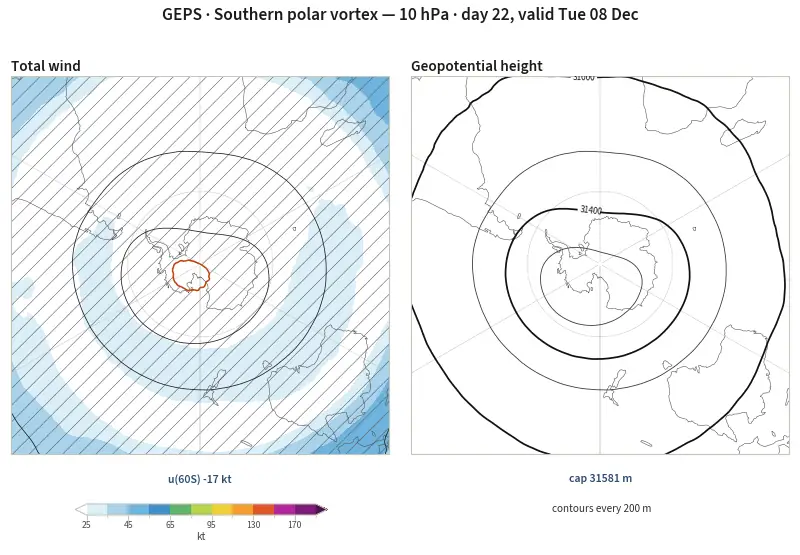 GEPS · Southern polar vortex — 10 hPa · day 22, valid Tue 08 Dec
Total wind
Geopotential height
31000
31400
u(60S) -17 kt
cap 31581 m
contours every 200 m
25 45 65 95 130 170
kt